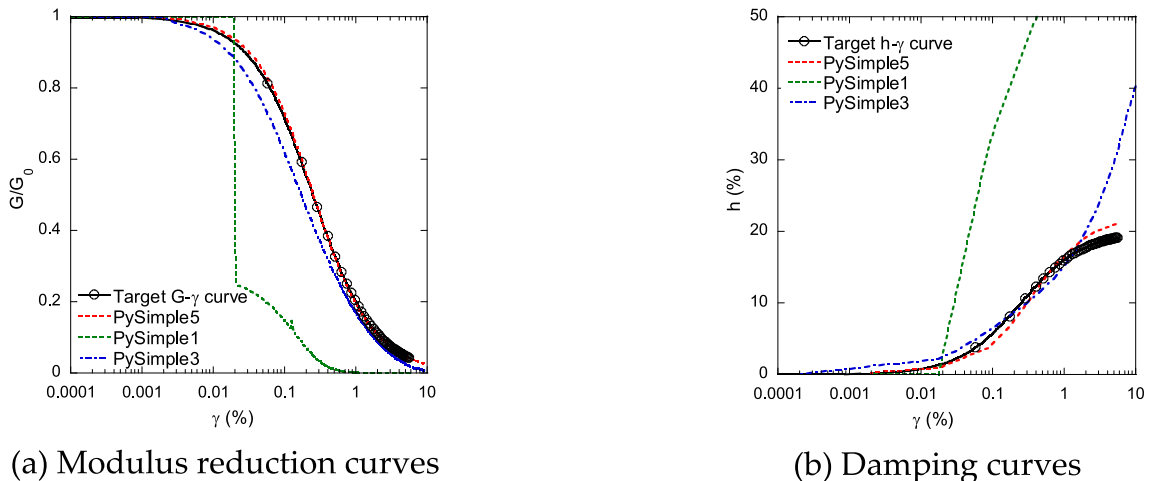 1
0.8
0.6
0.4
0.2
0
G/G₀
Target G-γ curve
PySimple5
PySimple1
PySimple3
0.0001 0.001 0.01 0.1 1 10
γ (%)
(a) Modulus reduction curves
50
40
30
20
10
0
h (%)
Target h-γ curve
PySimple5
PySimple1
PySimple3
0.0001 0.001 0.01 0.1 1 10
γ (%)
(b) Damping curves